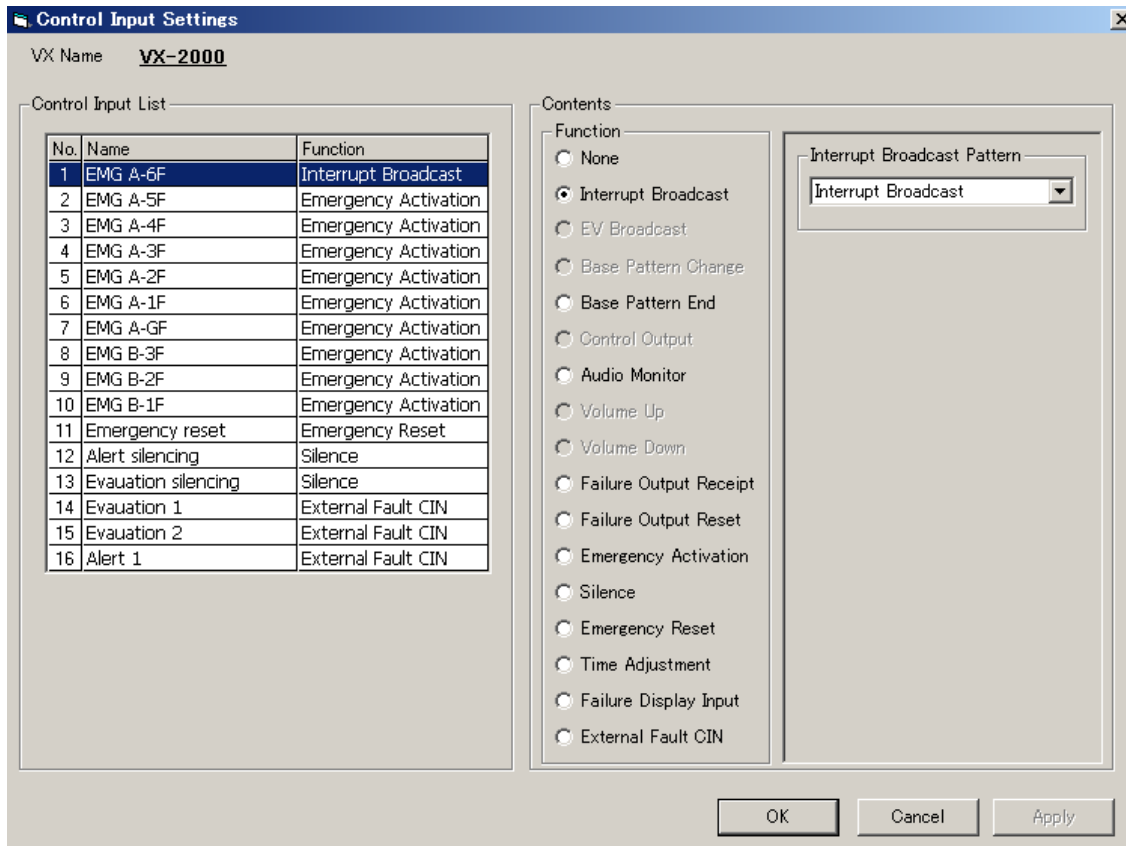 Control Input Settings
VX Name VX-2000
Control Input List
No. Name Function
1 EMG A-6F Interrupt Broadcast
2 EMG A-5F Emergency Activation
3 EMG A-4F Emergency Activation
4 EMG A-3F Emergency Activation
5 EMG A-2F Emergency Activation
6 EMG A-1F Emergency Activation
7 EMG A-GF Emergency Activation
8 EMG B-3F Emergency Activation
9 EMG B-2F Emergency Activation
10 EMG B-1F Emergency Activation
11 Emergency reset Emergency Reset
12 Alert silencing Silence
13 Evauation silencing Silence
14 Evauation 1 External Fault CIN
15 Evauation 2 External Fault CIN
16 Alert 1 External Fault CIN
Contents
Function
None
Interrupt Broadcast
EV Broadcast
Base Pattern Change
Base Pattern End
Control Output
Audio Monitor
Volume Up
Volume Down
Failure Output Receipt
Failure Output Reset
Emergency Activation
Silence
Emergency Reset
Time Adjustment
Failure Display Input
External Fault CIN
Interrupt Broadcast Pattern
Interrupt Broadcast
OK Cancel Apply